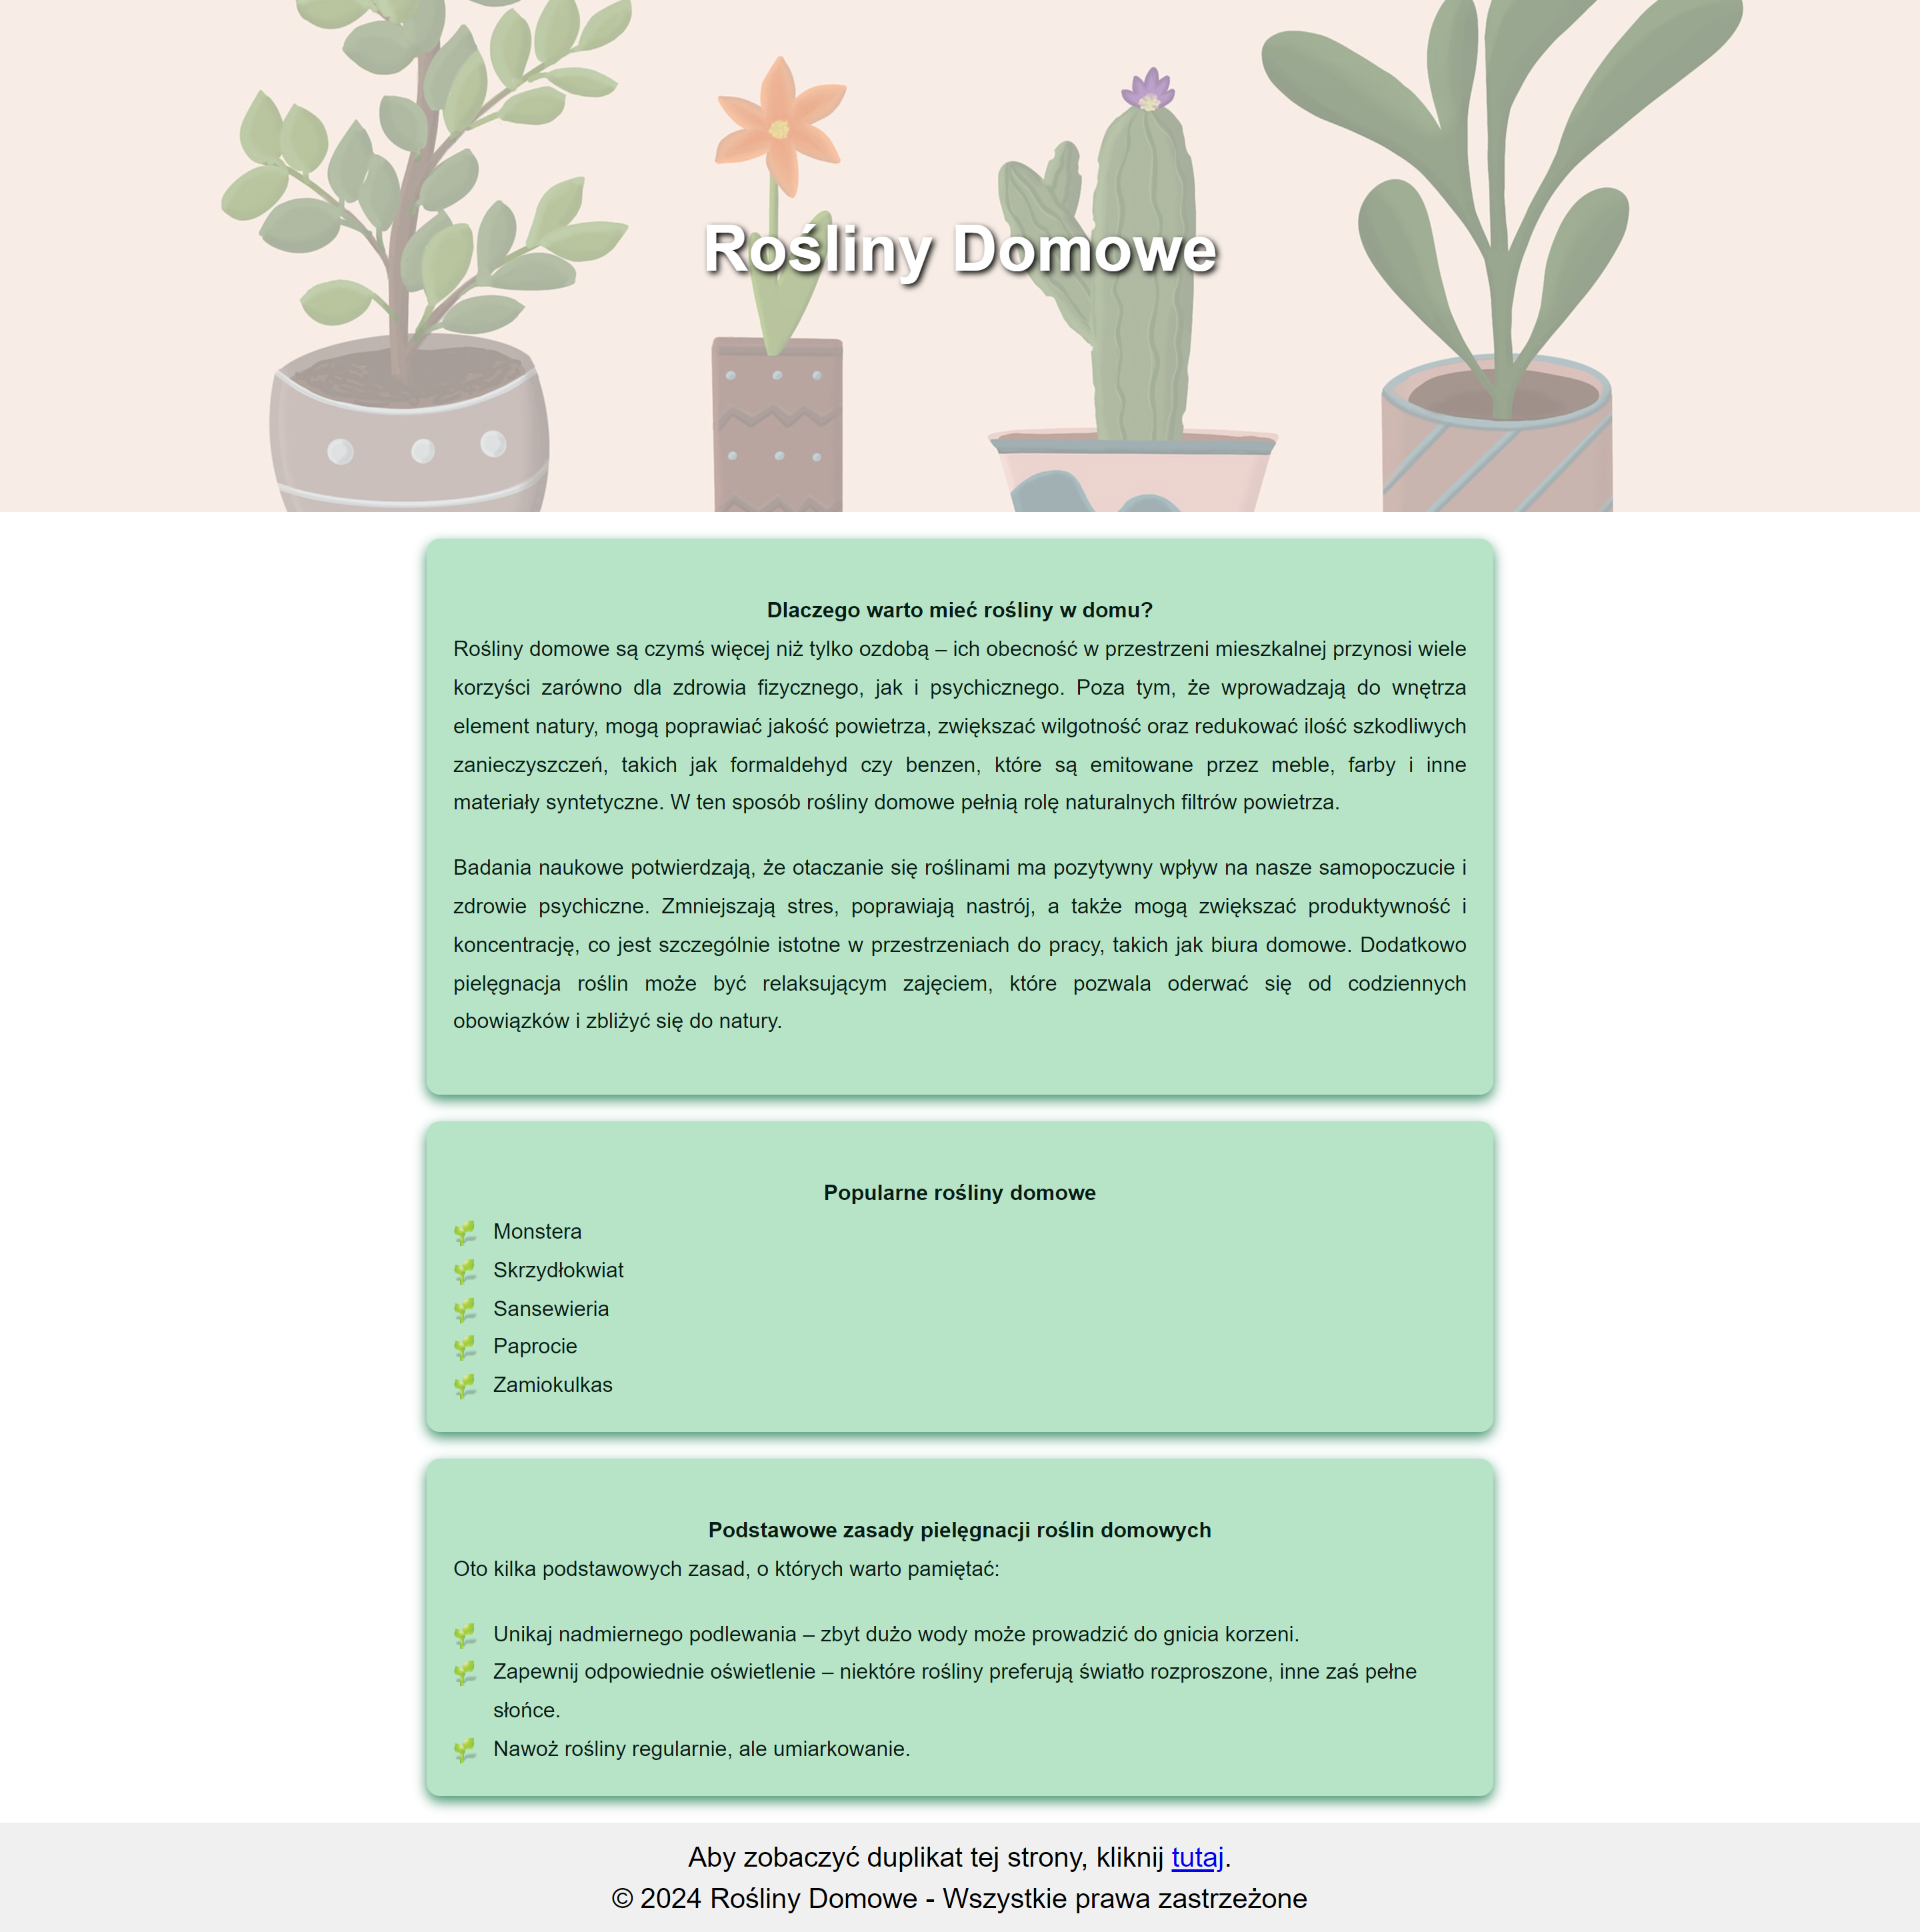 Rośliny Domowe
Dlaczego warto mieć rośliny w domu?
Rośliny domowe są czymś więcej niż tylko ozdobą – ich obecność w przestrzeni mieszkalnej przynosi wiele
korzyści zarówno dla zdrowia fizycznego, jak i psychicznego. Poza tym, że wprowadzają do wnętrza
element natury, mogą poprawiać jakość powietrza, zwiększać wilgotność oraz redukować ilość szkodliwych
zanieczyszczeń, takich jak formaldehyd czy benzen, które są emitowane przez meble, farby i inne
materiały syntetyczne. W ten sposób rośliny domowe pełnią rolę naturalnych filtrów powietrza.
Badania naukowe potwierdzają, że otaczanie się roślinami ma pozytywny wpływ na nasze samopoczucie i
zdrowie psychiczne. Zmniejszają stres, poprawiają nastrój, a także mogą zwiększać produktywność i
koncentrację, co jest szczególnie istotne w przestrzeniach do pracy, takich jak biura domowe. Dodatkowo
pielęgnacja roślin może być relaksującym zajęciem, które pozwala oderwać się od codziennych
obowiązków i zbliżyć się do natury.
Popularne rośliny domowe
Monstera
Skrzydłokwiat
Sansewieria
Paprocie
Zamiokulkas
Podstawowe zasady pielęgnacji roślin domowych
Oto kilka podstawowych zasad, o których warto pamiętać:
Unikaj nadmiernego podlewania – zbyt dużo wody może prowadzić do gnicia korzeni.
Zapewnij odpowiednie oświetlenie – niektóre rośliny preferują światło rozproszone, inne zaś pełne
słońce.
Nawoż rośliny regularnie, ale umiarkowanie.
Aby zobaczyć duplikat tej strony, kliknij tutaj.
© 2024 Rośliny Domowe - Wszystkie prawa zastrzeżone